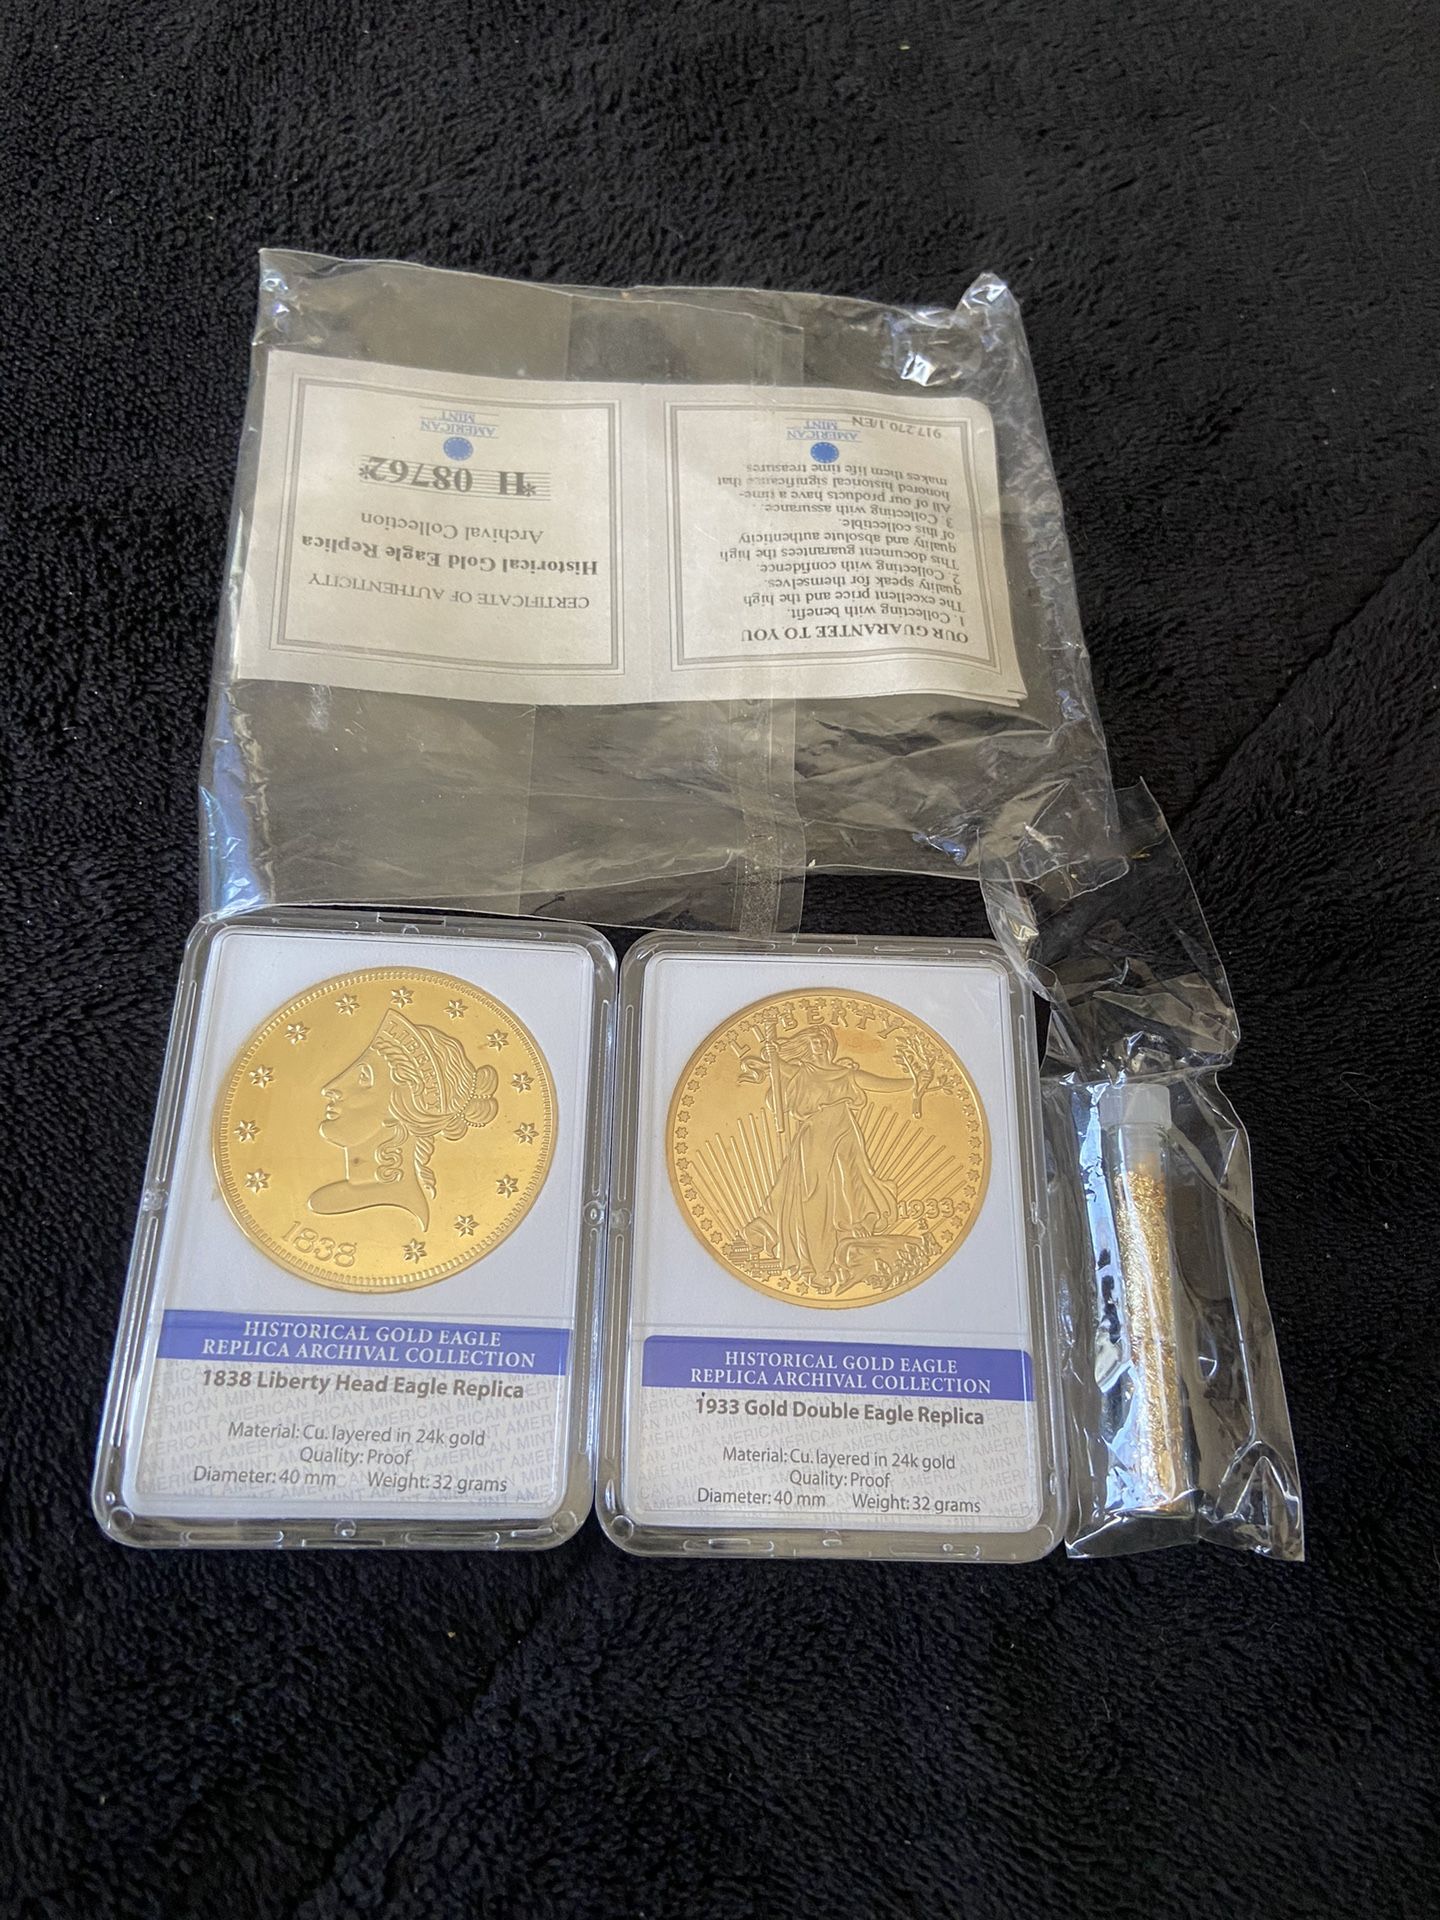 CERTIFICATE OF AUTHENTICITY
Historical Gold Eagle Replica
Archival Collection
*H 08762*
AMERICAN
MINT
OUR GUARANTEE TO YOU
1. Collecting with benefit.
The excellent price and the high
quality speak for themselves.
2. Collecting with confidence.
This document guarantees the high
quality and absolute authenticity
of this collectible.
3. Collecting with assurance.
All of our products have a time-
honored historical significance that
makes them life time treasures.
AMERICAN
MINT
917.270.1/EN
LIBERTY
1838
HISTORICAL GOLD EAGLE
REPLICA ARCHIVAL COLLECTION
1838 Liberty Head Eagle Replica
Material: Cu. layered in 24k gold
Quality: Proof
Diameter: 40 mm Weight: 32 grams
LIBERTY
1933
HISTORICAL GOLD EAGLE
REPLICA ARCHIVAL COLLECTION
1933 Gold Double Eagle Replica
Material: Cu. layered in 24k gold
Quality: Proof
Diameter: 40 mm Weight: 32 grams